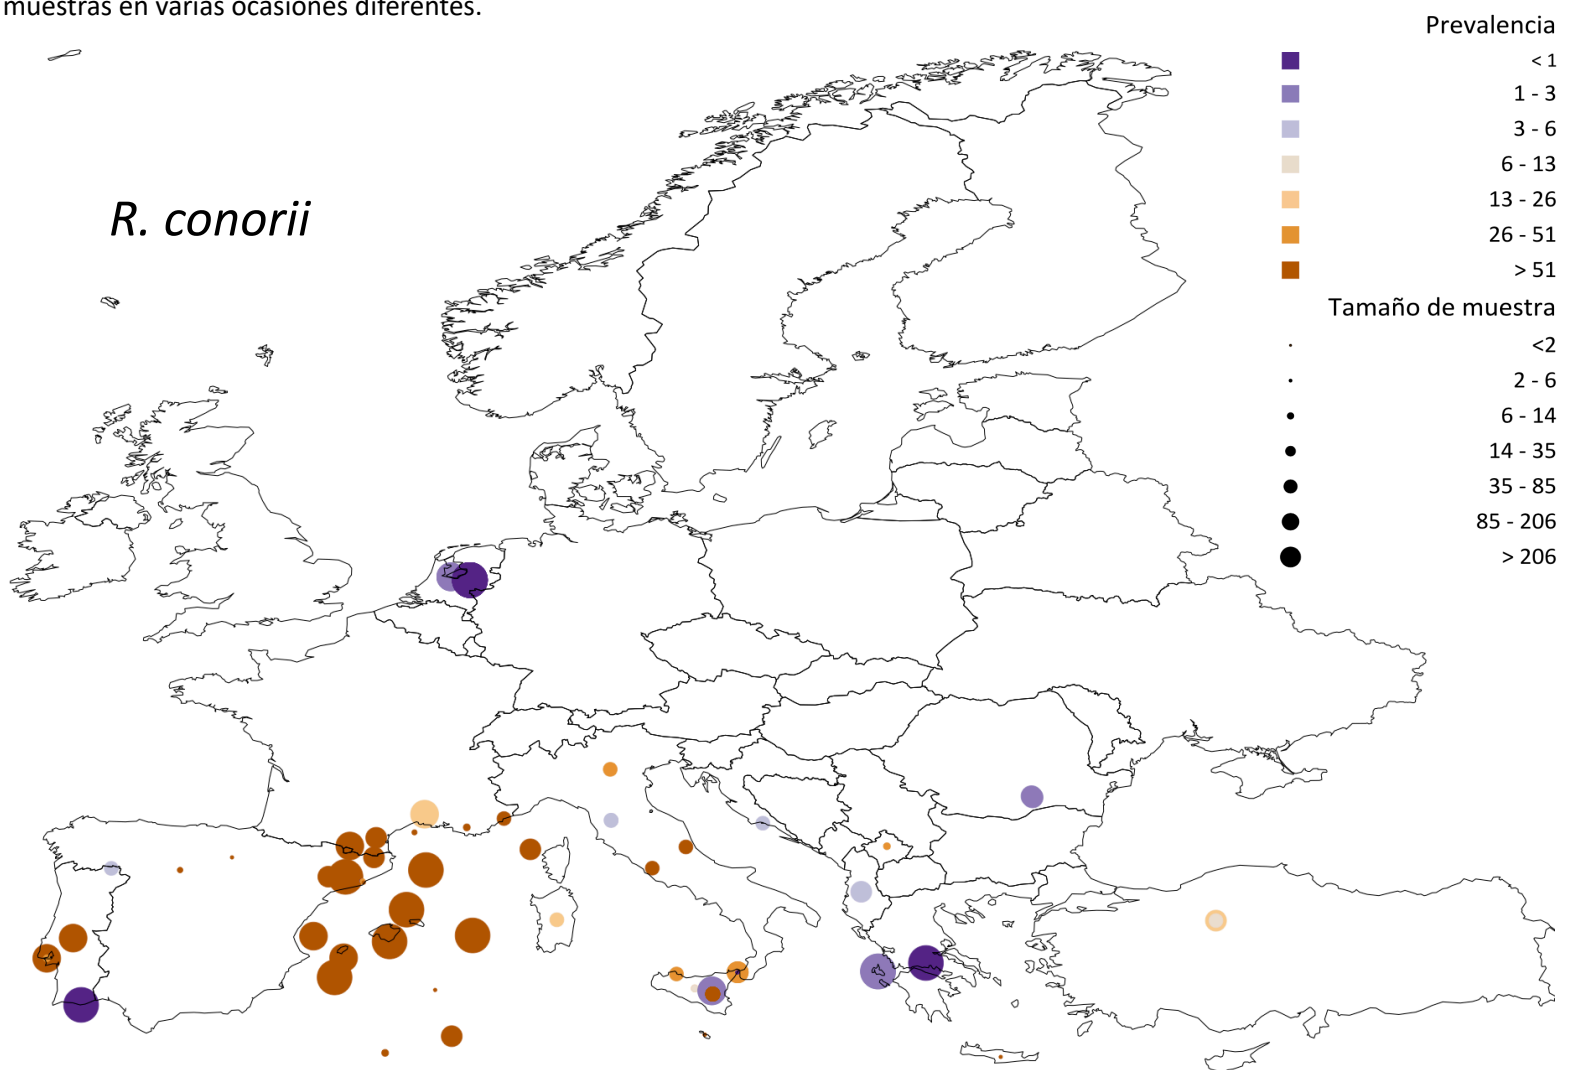 muestras en varias ocasiones diferentes.
Prevalencia
< 1
1 - 3
3 - 6
6 - 13
13 - 26
26 - 51
> 51
R. conorii
Tamaño de muestra
<2
2 - 6
6 - 14
14 - 35
35 - 85
85 - 206
> 206